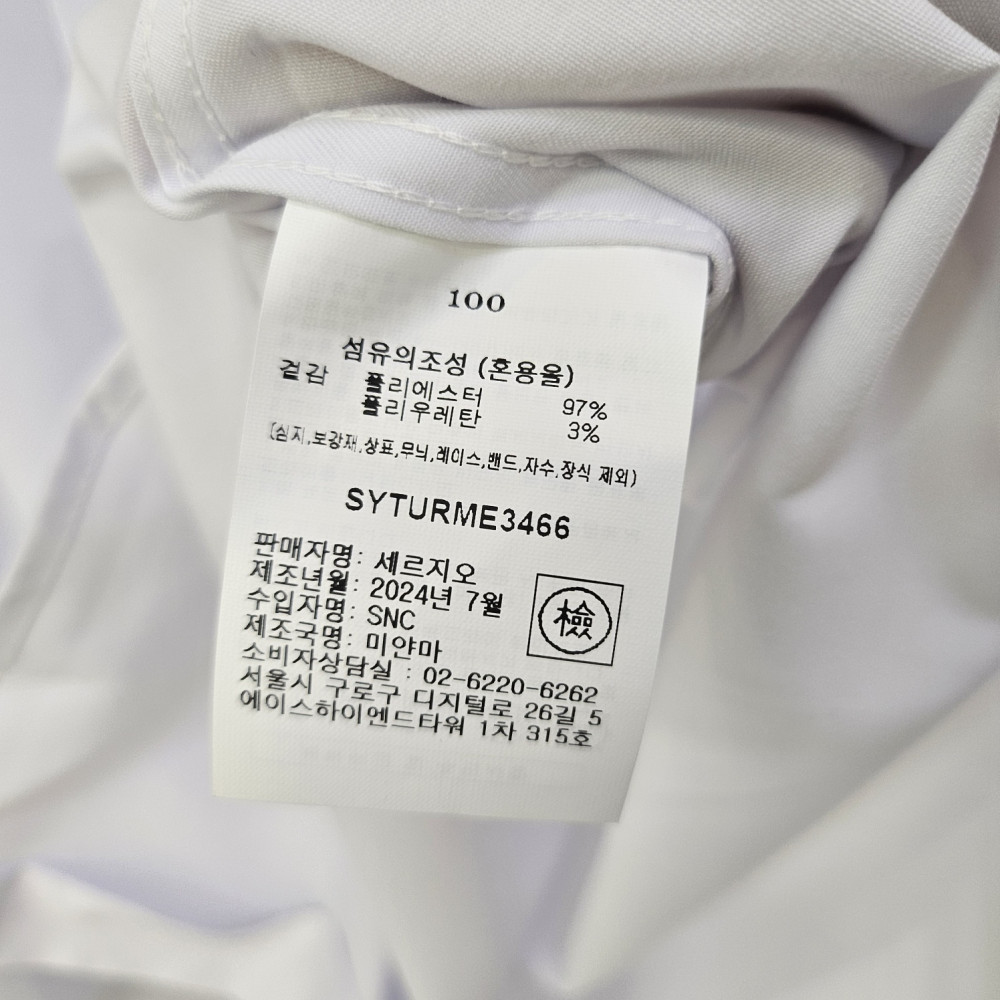 100
섬유의조성 (혼용율)
겉감 폴리에스터 97%
폴리우레탄 3%
(심지,보강재,상표,무늬,레이스,밴드,자수,장식 제외)
SYTURME3466
판매자명: 세르지오
제조년월: 2024년 7월
수입자명: SNC
제조국명: 미얀마
檢
소비자상담실 : 02-6220-6262
서울시 구로구 디지털로 26길 5
에이스하이엔드타워 1차 315호